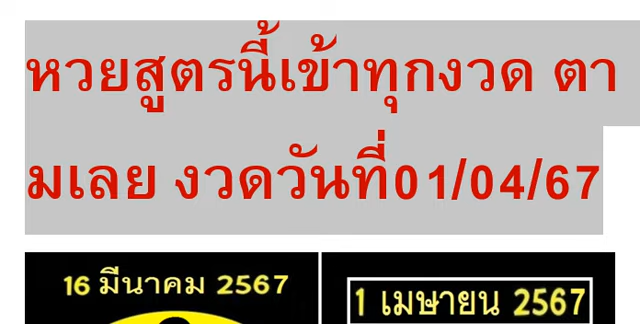 หวยสูตรนี้เข้าทุกงวด ตา
มเลย งวดวันที่01/04/67
16 มีนาคม 2567
1 เมษายน 2567